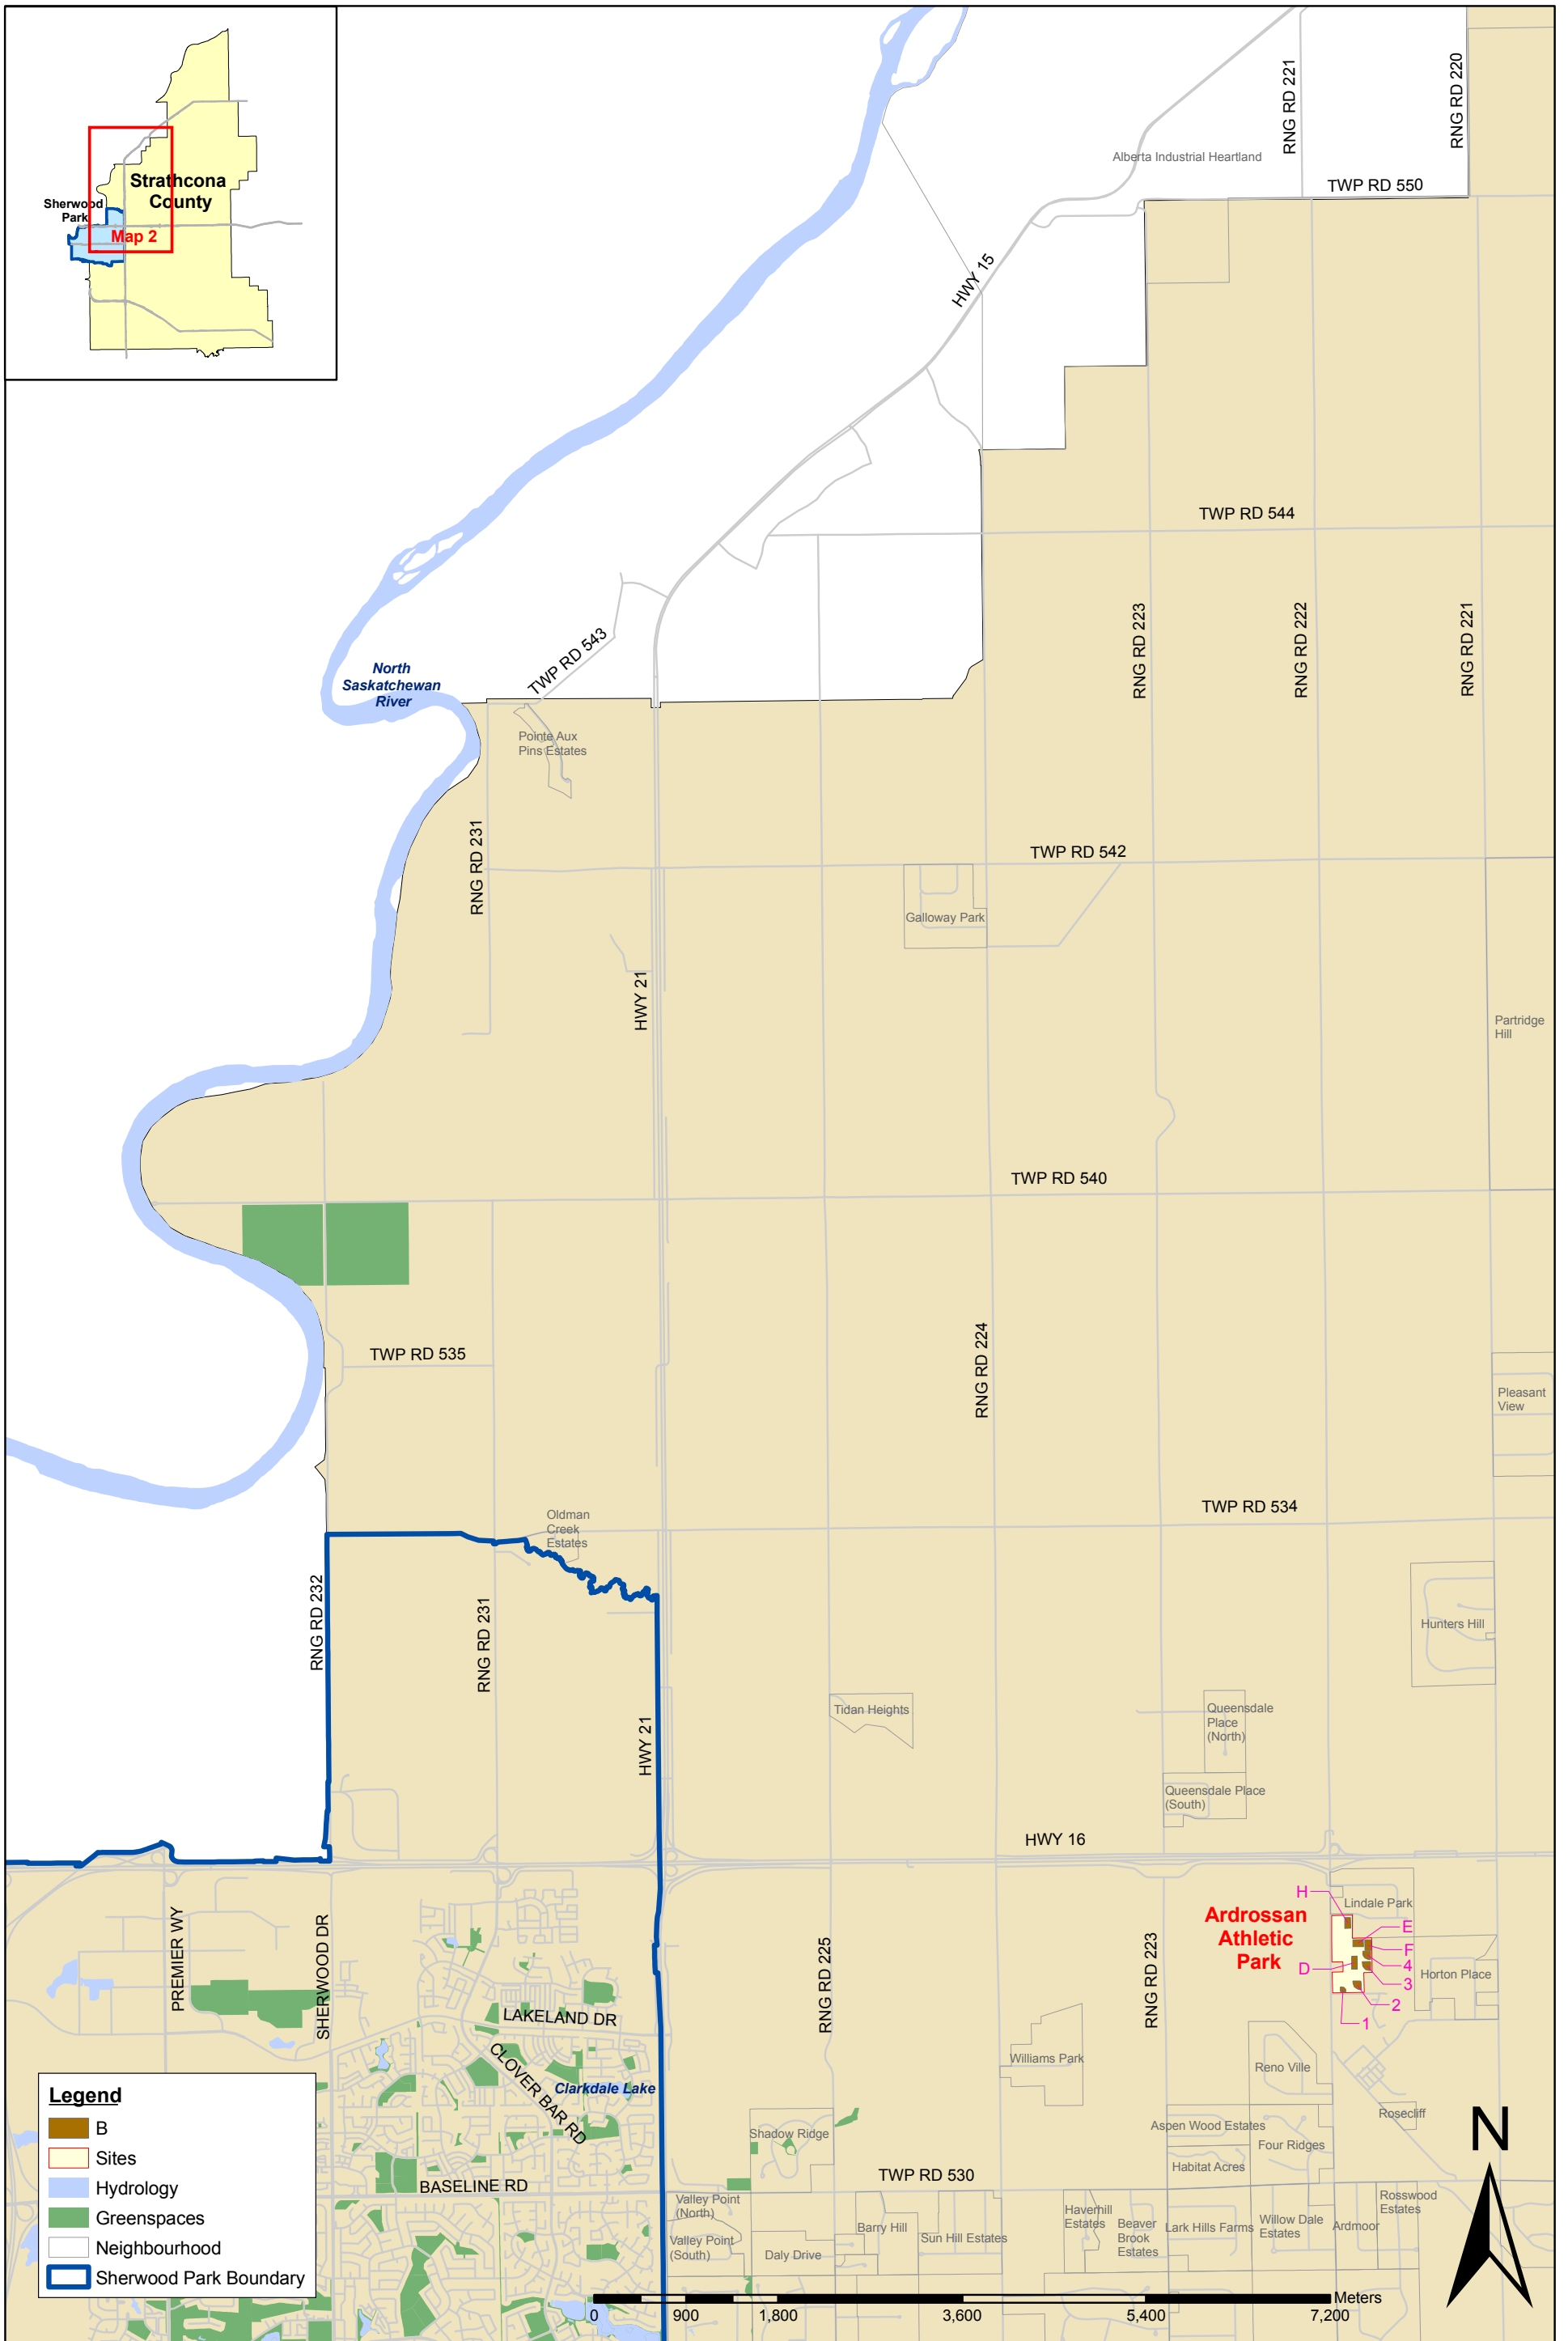 Strathcona
County
Sherwood
Park
Map 2
RNG RD 221
RNG RD 220
Alberta Industrial Heartland
TWP RD 550
HWY 15
TWP RD 544
RNG RD 223
RNG RD 222
RNG RD 221
TWP RD 543
North
Saskatchewan
River
Pointe Aux
Pins Estates
RNG RD 231
TWP RD 542
Galloway Park
HWY 21
Partridge
Hill
TWP RD 540
RNG RD 224
TWP RD 535
Pleasant
View
TWP RD 534
Oldman
Creek
Estates
RNG RD 232
RNG RD 231
HWY 21
Hunters Hill
Tidan Heights
Queensdale
Place
(North)
Queensdale Place
(South)
HWY 16
H
Lindale Park
Ardrossan
Athletic
Park
E
F
D
4
3
2
1
Horton Place
PREMIER WY
SHERWOOD DR
RNG RD 225
RNG RD 223
LAKELAND DR
CLOVER BAR RD
Clarkdale Lake
Williams Park
Reno Ville
Rosecliff
Shadow Ridge
Aspen Wood Estates
Four Ridges
Habitat Acres
N
TWP RD 530
BASELINE RD
Valley Point
(North)
Valley Point
(South)
Daly Drive
Barry Hill
Sun Hill Estates
Haverhill
Estates
Beaver
Brook
Estates
Lark Hills Farms
Willow Dale
Estates
Ardmoor
Rosswood
Estates
Legend
B
Sites
Hydrology
Greenspaces
Neighbourhood
Sherwood Park Boundary
Meters
0 900 1,800 3,600 5,400 7,200